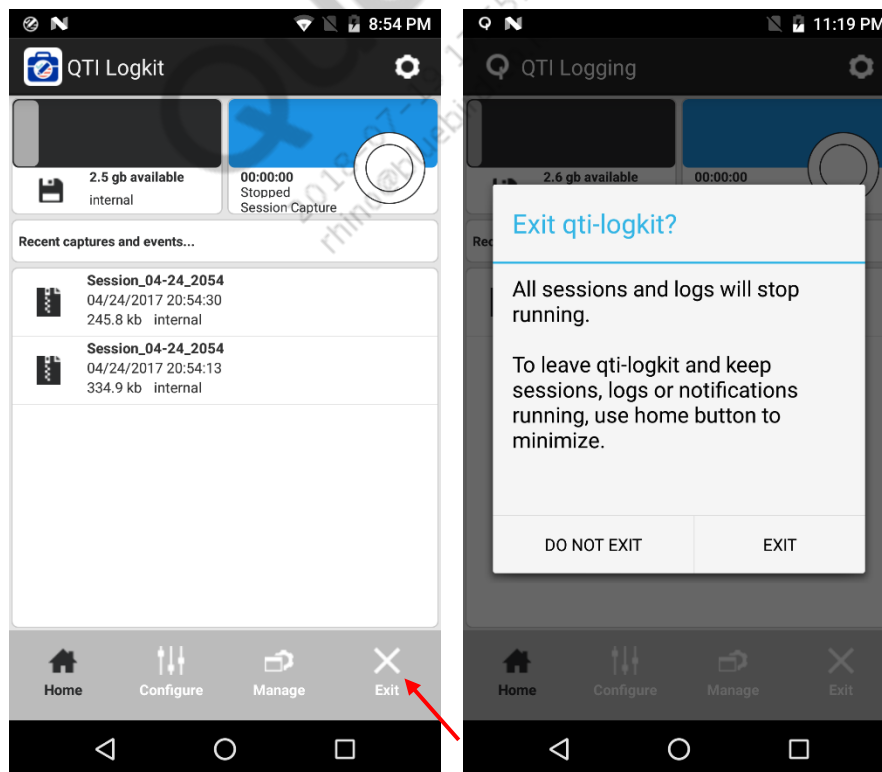 8:54 PM
QTI Logkit
2.5 gb available
internal
00:00:00
Stopped
Session Capture
Recent captures and events...
Session_04-24_2054
04/24/2017 20:54:30
245.8 kb internal
Session_04-24_2054
04/24/2017 20:54:13
334.9 kb internal
Home
Configure
Manage
Exit
11:19 PM
QTI Logging
2.6 gb available
00:00:00
Rec
Exit qti-logkit?
All sessions and logs will stop
running.
To leave qti-logkit and keep
sessions, logs or notifications
running, use home button to
minimize.
DO NOT EXIT
EXIT
Home
Configure
Manage
Exit